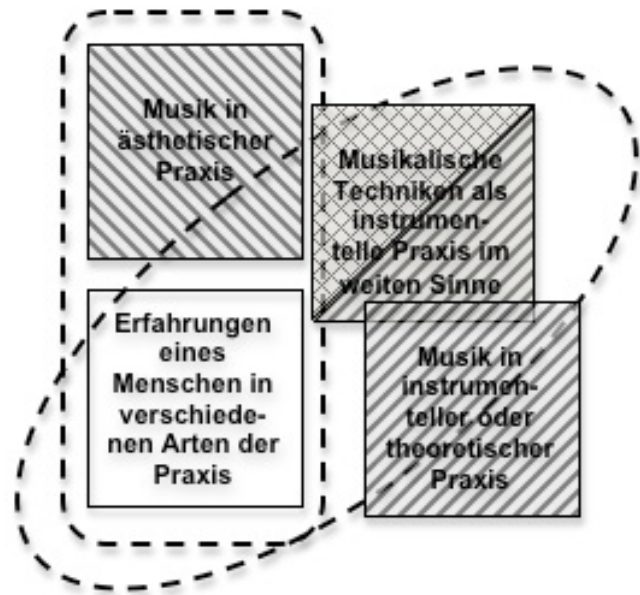 Musik in
ästhetischer
Praxis
Musikalische
Techniken als
instrumen-
telle Praxis im
weiten Sinne
Erfahrungen
eines
Menschen in
verschiede-
nen Arten der
Praxis
Musik in
instrumen-
teller oder
theoretischer
Praxis